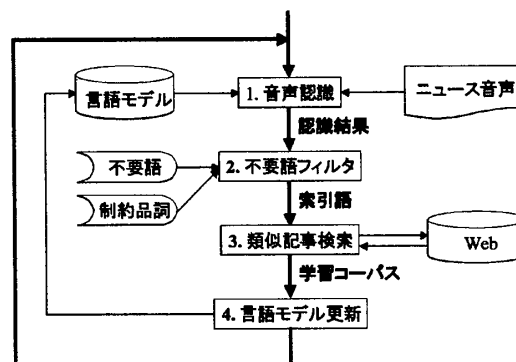 言語モデル
1. 音声認識
ニュース音声
認識結果
不要語
2. 不要語フィルタ
制約品詞
索引語
3. 類似記事検索
Web
学習コーパス
4. 言語モデル更新